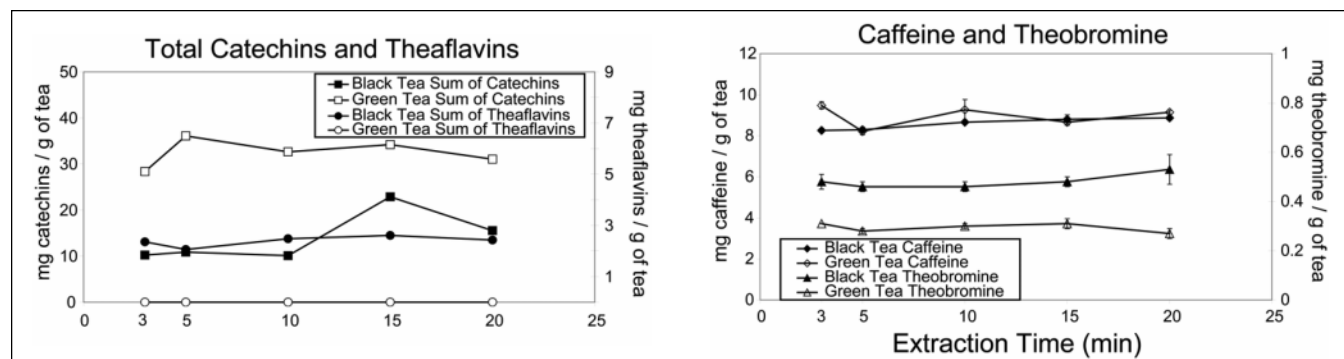 Total Catechins and Theaflavins
50
40
30
20
10
0
mg catechins / g of tea
Black Tea Sum of Catechins
Green Tea Sum of Catechins
Black Tea Sum of Theaflavins
Green Tea Sum of Theaflavins
9
7
5
3
1
0
mg theaflavins / g of tea
0 3 5 10 15 20 25
Caffeine and Theobromine
12
10
8
6
4
2
0
mg caffeine / g of tea
Black Tea Caffeine
Green Tea Caffeine
Black Tea Theobromine
Green Tea Theobromine
1
0.8
0.6
0.4
0.2
0
mg theobromine / g of tea
0 3 5 10 15 20 25
Extraction Time (min)